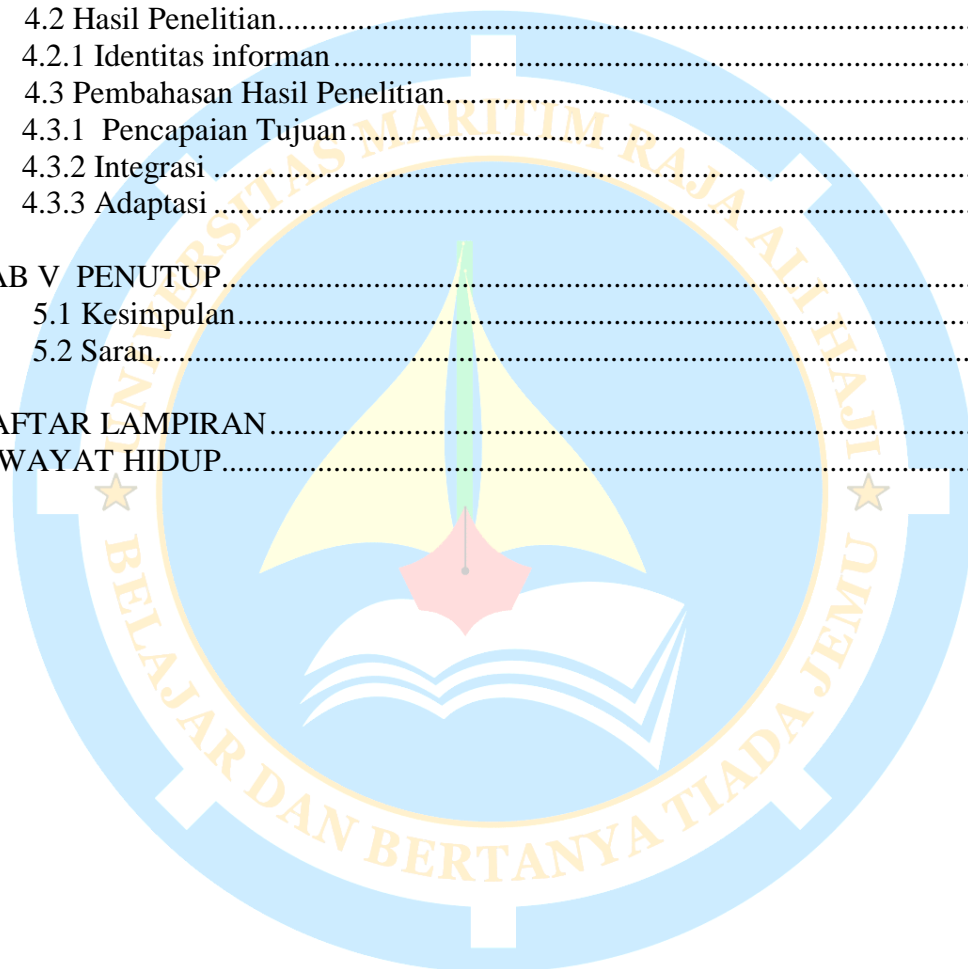 4.2 Hasil Penelitian
4.2.1 Identitas informan
4.3 Pembahasan Hasil Penelitian
4.3.1 Pencapaian Tujuan
4.3.2 Integrasi
4.3.3 Adaptasi
AB V PENUTUP
5.1 Kesimpulan
5.2 Saran
AFTAR LAMPIRAN
WAYAT HIDUP
UNIVERSITAS MARITIM RAJA ALI HAJI
BELAJAR DAN BERTANYA TIADA JEMU